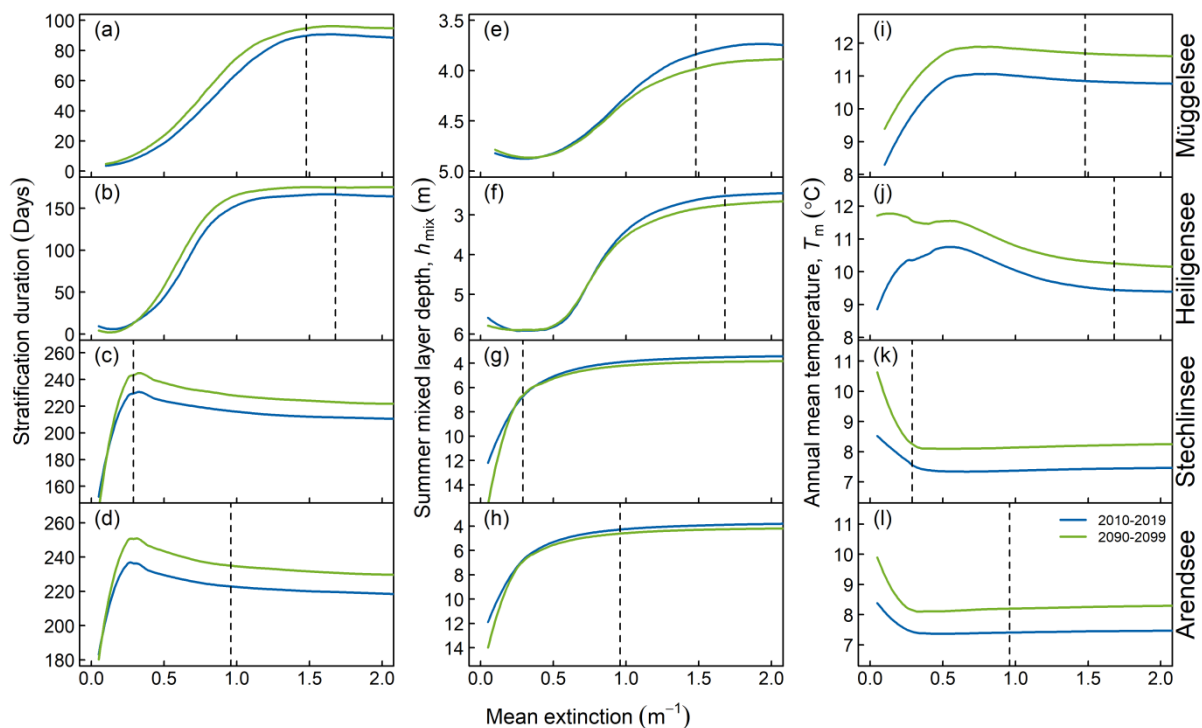 (a)
100
80
60
40
20
0
(b)
150
100
50
0
(c)
260
240
220
200
180
160
(d)
260
240
220
200
180
0.0 0.5 1.0 1.5 2.0
Stratification duration (Days)
(e)
3.5
4.0
4.5
5.0
(f)
3
4
5
6
(g)
4
6
8
10
12
14
(h)
4
6
8
10
12
14
0.0 0.5 1.0 1.5 2.0
Summer mixed layer depth, hmix (m)
(i)
12
11
10
9
8
(j)
12
11
10
9
8
(k)
11
10
9
8
7
(l)
11
10
9
8
7
2010-2019
2090-2099
0.0 0.5 1.0 1.5 2.0
Annual mean temperature, Tm (°C)
Müggelsee
Heiligensee
Stechlinsee
Arendsee
Mean extinction (m−1)